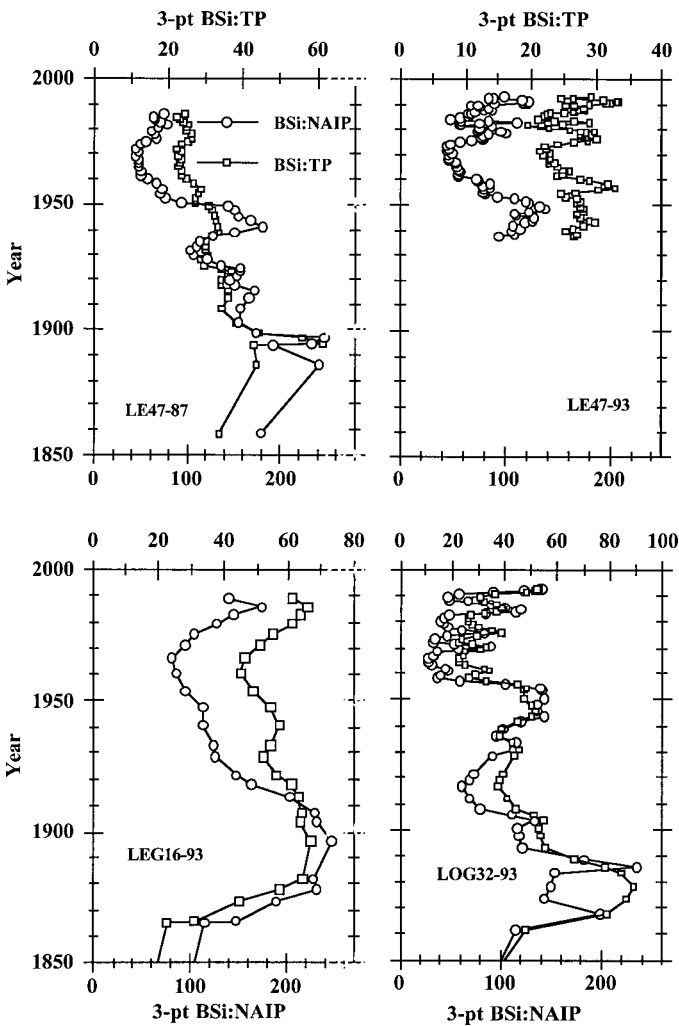 3-pt BSi:TP
3-pt BSi:TP
0 20 40 60
0 10 20 30 40
2000
BSi:NAIP
BSi:TP
1950
Year
1900
LE47-87
LE47-93
1850
0 100 200
0 100 200
0 20 40 60 80
0 20 40 60 80 100
2000
1950
Year
1900
LEG16-93
LOG32-93
1850
0 100 200
0 100 200
3-pt BSi:NAIP
3-pt BSi:NAIP